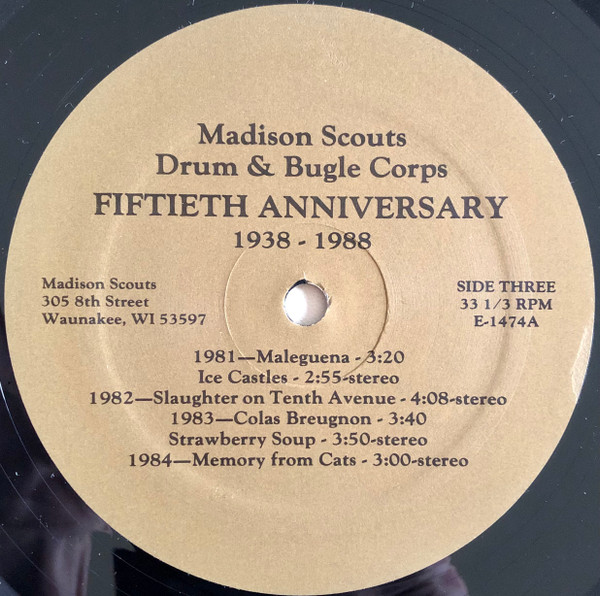 Madison Scouts
Drum & Bugle Corps
FIFTIETH ANNIVERSARY
1938 - 1988
Madison Scouts
305 8th Street
Waunakee, WI 53597
SIDE THREE
33 1/3 RPM
E-1474A
1981—Maleguena - 3:20
Ice Castles - 2:55-stereo
1982—Slaughter on Tenth Avenue - 4:08-stereo
1983—Colas Breugnon - 3:40
Strawberry Soup - 3:50-stereo
1984—Memory from Cats - 3:00-stereo